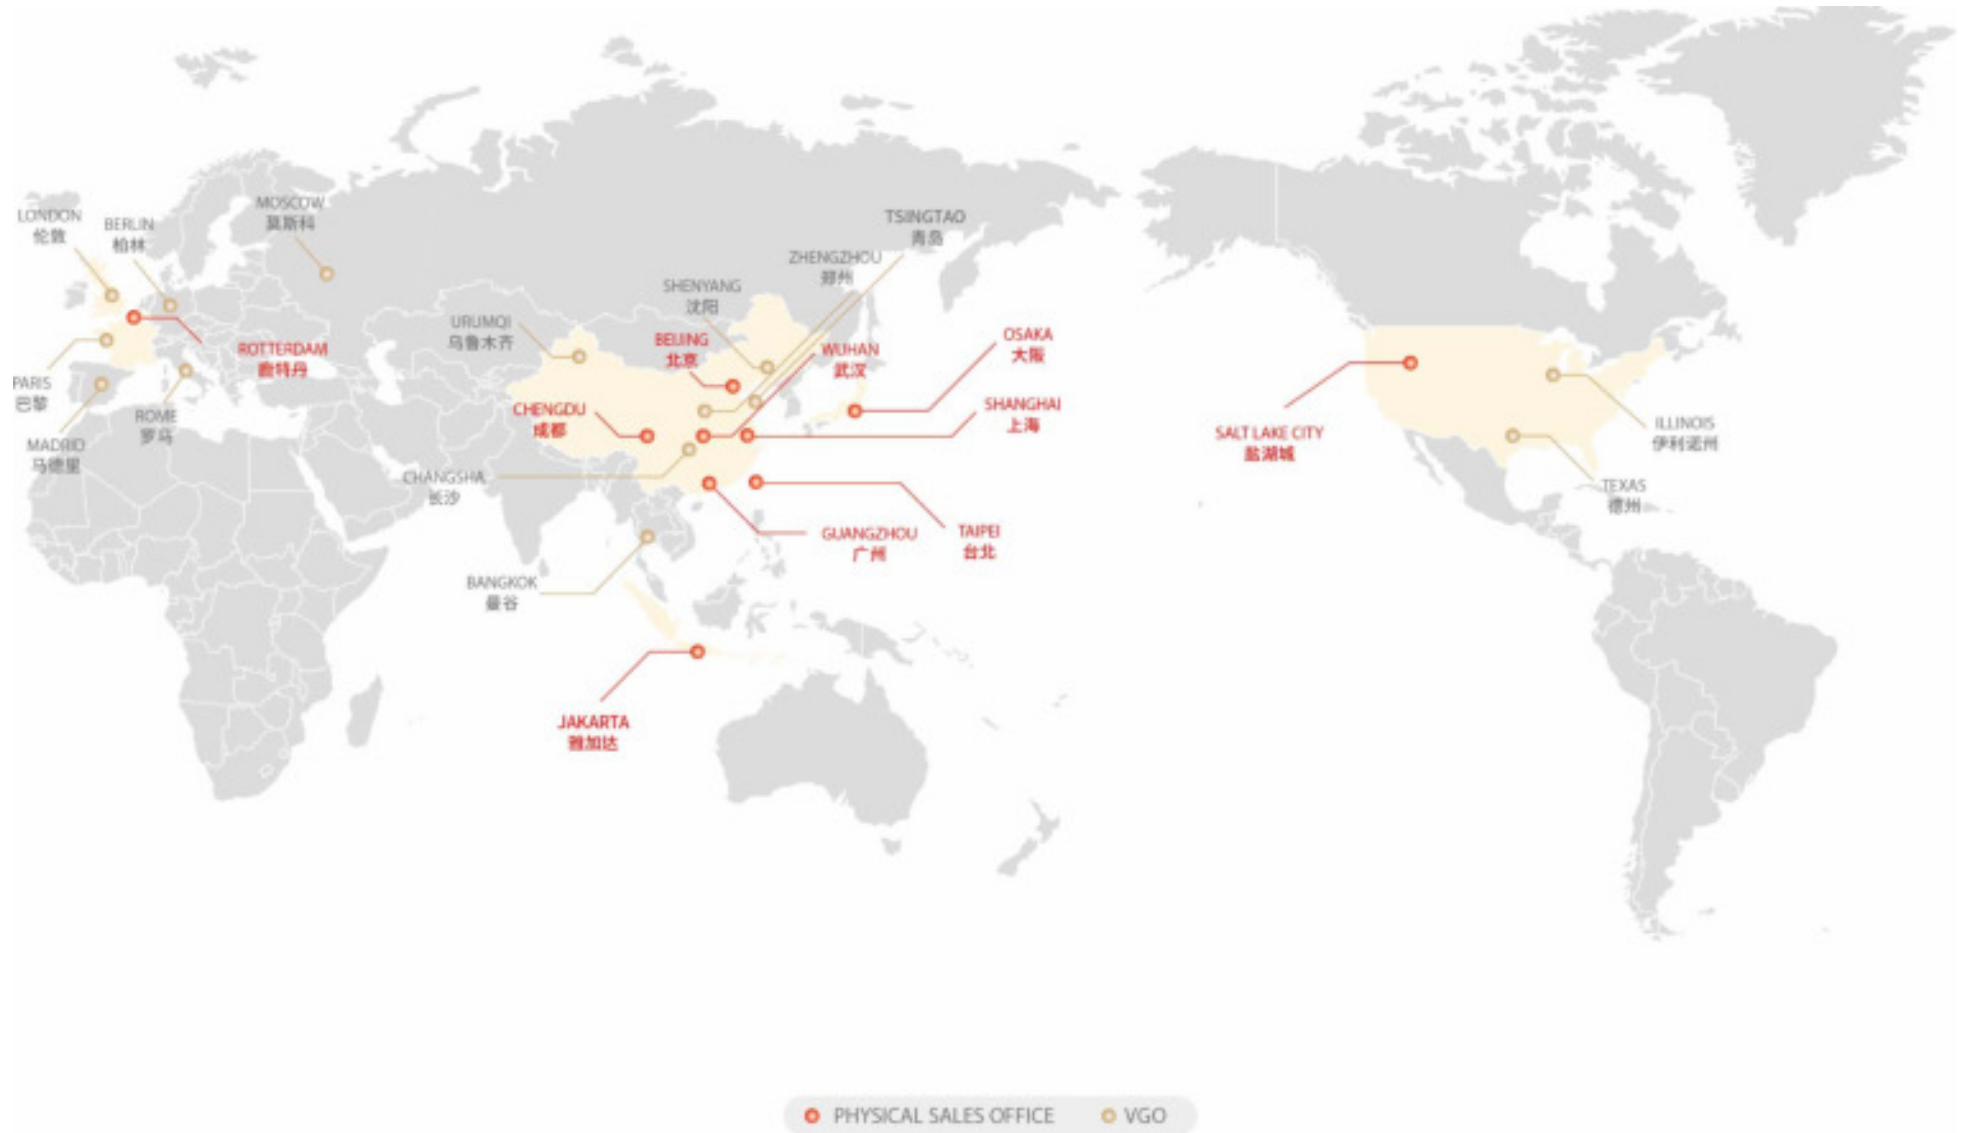 LONDON
伦敦
BERLIN
柏林
MOSCOW
莫斯科
TSINGTAO
青岛
ZHENGZHOU
郑州
SHENYANG
沈阳
URUMQI
乌鲁木齐
BEIJING
北京
WUHAN
武汉
OSAKA
大阪
ROTTERDAM
鹿特丹
PARIS
巴黎
ROME
罗马
MADRID
马德里
CHENGDU
成都
SHANGHAI
上海
CHANGSHA
长沙
SALT LAKE CITY
盐湖城
ILLINOIS
伊利诺州
TEXAS
德州
GUANGZHOU
广州
TAIPEI
台北
BANGKOK
曼谷
JAKARTA
雅加达
PHYSICAL SALES OFFICE
VGO